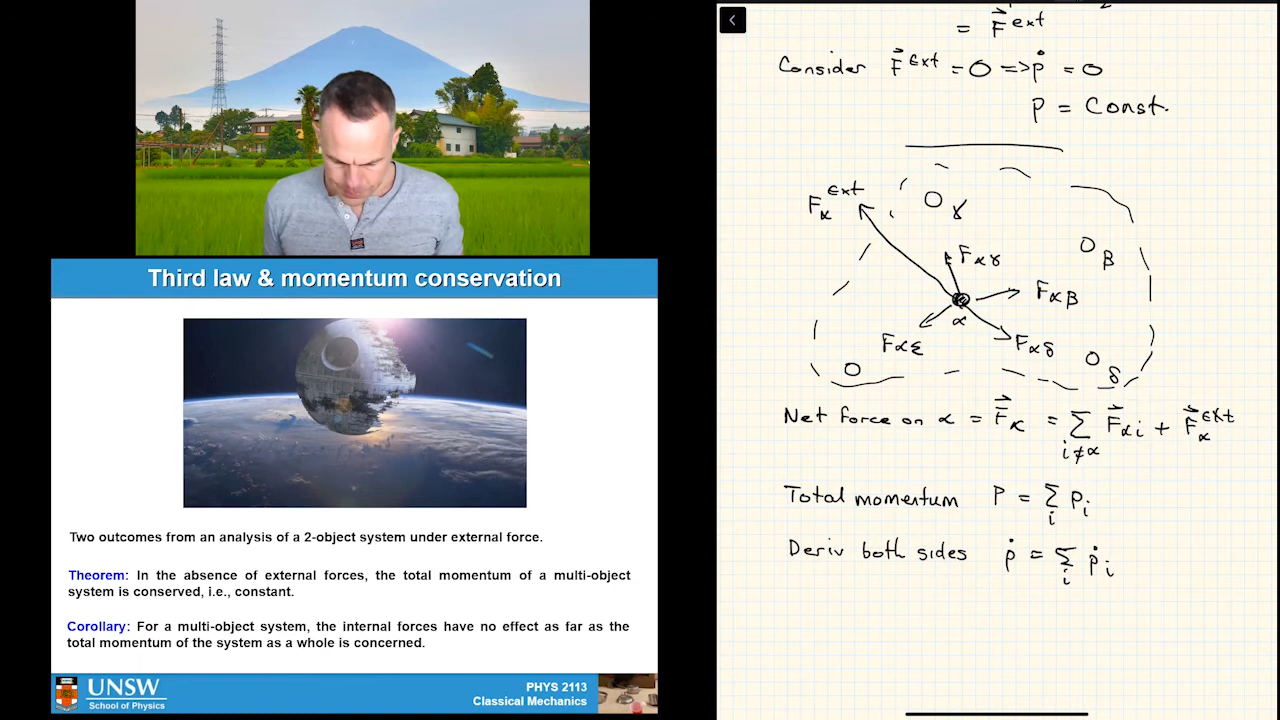 Third law & momentum conservation
Two outcomes from an analysis of a 2-object system under external force.
Theorem: In the absence of external forces, the total momentum of a multi-object
system is conserved, i.e., constant.
Corollary: For a multi-object system, the internal forces have no effect as far as the
total momentum of the system as a whole is concerned.
UNSW
School of Physics
PHYS 2113
Classical Mechanics
= F⃗ ext
Consider F⃗ Ext = 0 => ṗ = 0
p = Const.
Fα ext
γ
β
Fαγ
Fαβ
α
Fαε
Fαδ
δ
Net force on α = F⃗α = Σ i≠α F⃗αi + F⃗α Ext
Total momentum P = Σ i pi
Deriv both sides ṗ = Σ i ṗi